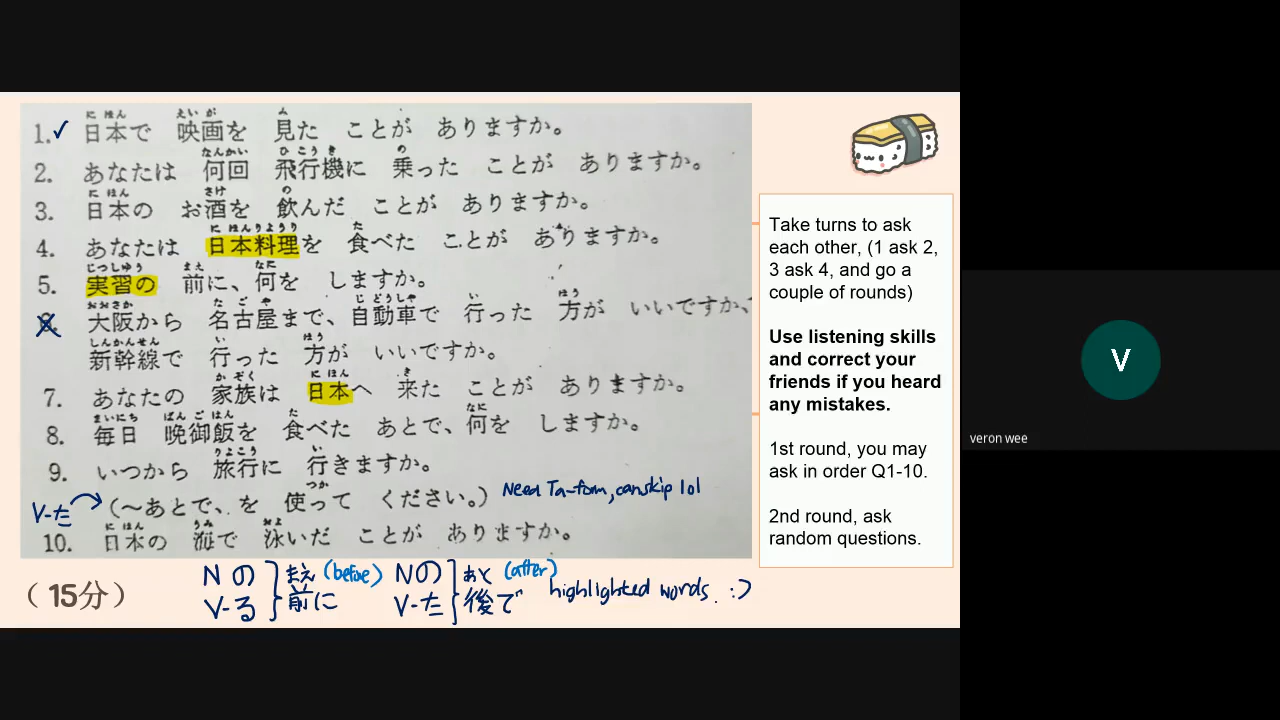 1.✓ 日本で 映画を 見た ことが ありますか。
2. あなたは 何回 飛行機に 乗った ことが ありますか。
3. 日本の お酒を 飲んだ ことが ありますか。
4. あなたは 日本料理を 食べた ことが ありますか。
5. 実習の 前に、何を しますか。
6. 大阪から 名古屋まで、自動車で 行った 方が いいですか、
新幹線で 行った 方が いいですか。
7. あなたの 家族は 日本へ 来た ことが ありますか。
8. 毎日 晩御飯を 食べた あとで、何を しますか。
9. いつから 旅行に 行きますか。
V-た (～あとで、を 使って ください。) Need Ta-form, can skip lol
10. 日本の 海で 泳いだ ことが ありますか。
(15分)
Nの
V-る
まえ (before)
前に
Nの
V-た
あと (after)
後で
highlighted words. :)
Take turns to ask
each other, (1 ask 2,
3 ask 4, and go a
couple of rounds)
Use listening skills
and correct your
friends if you heard
any mistakes.
1st round, you may
ask in order Q1-10.
2nd round, ask
random questions.
V
veron wee